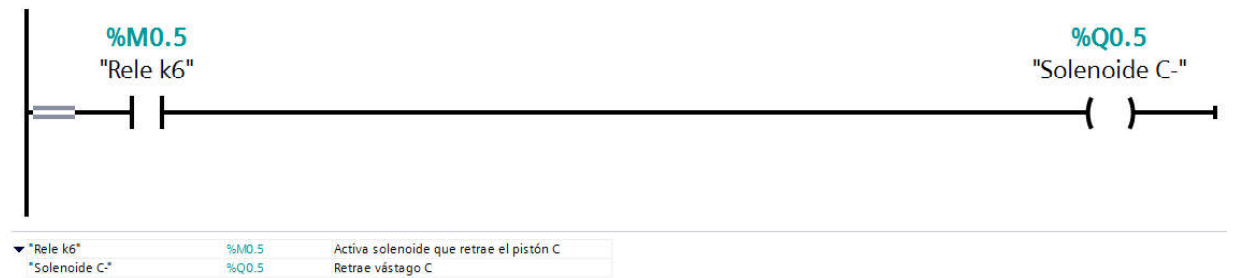 %M0.5 %Q0.5
"Rele k6" "Solenoide C-"
"Rele k6" %M0.5 Activa solenoide que retrae el pistón C
"Solenoide C-" %Q0.5 Retrae vástago C